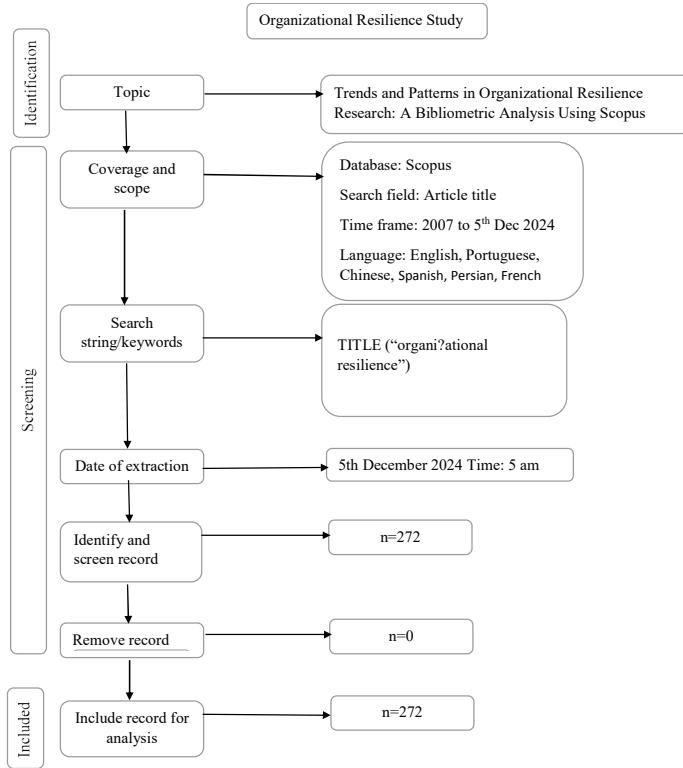 Organizational Resilience Study
Identification
Topic
Trends and Patterns in Organizational Resilience
Research: A Bibliometric Analysis Using Scopus
Screening
Coverage and
scope
Database: Scopus
Search field: Article title
Time frame: 2007 to 5th Dec 2024
Language: English, Portuguese,
Chinese, Spanish, Persian, French
Search
string/keywords
TITLE (“organi?ational
resilience”)
Date of extraction
5th December 2024 Time: 5 am
Identify and
screen record
n=272
Remove record
n=0
Included
Include record for
analysis
n=272